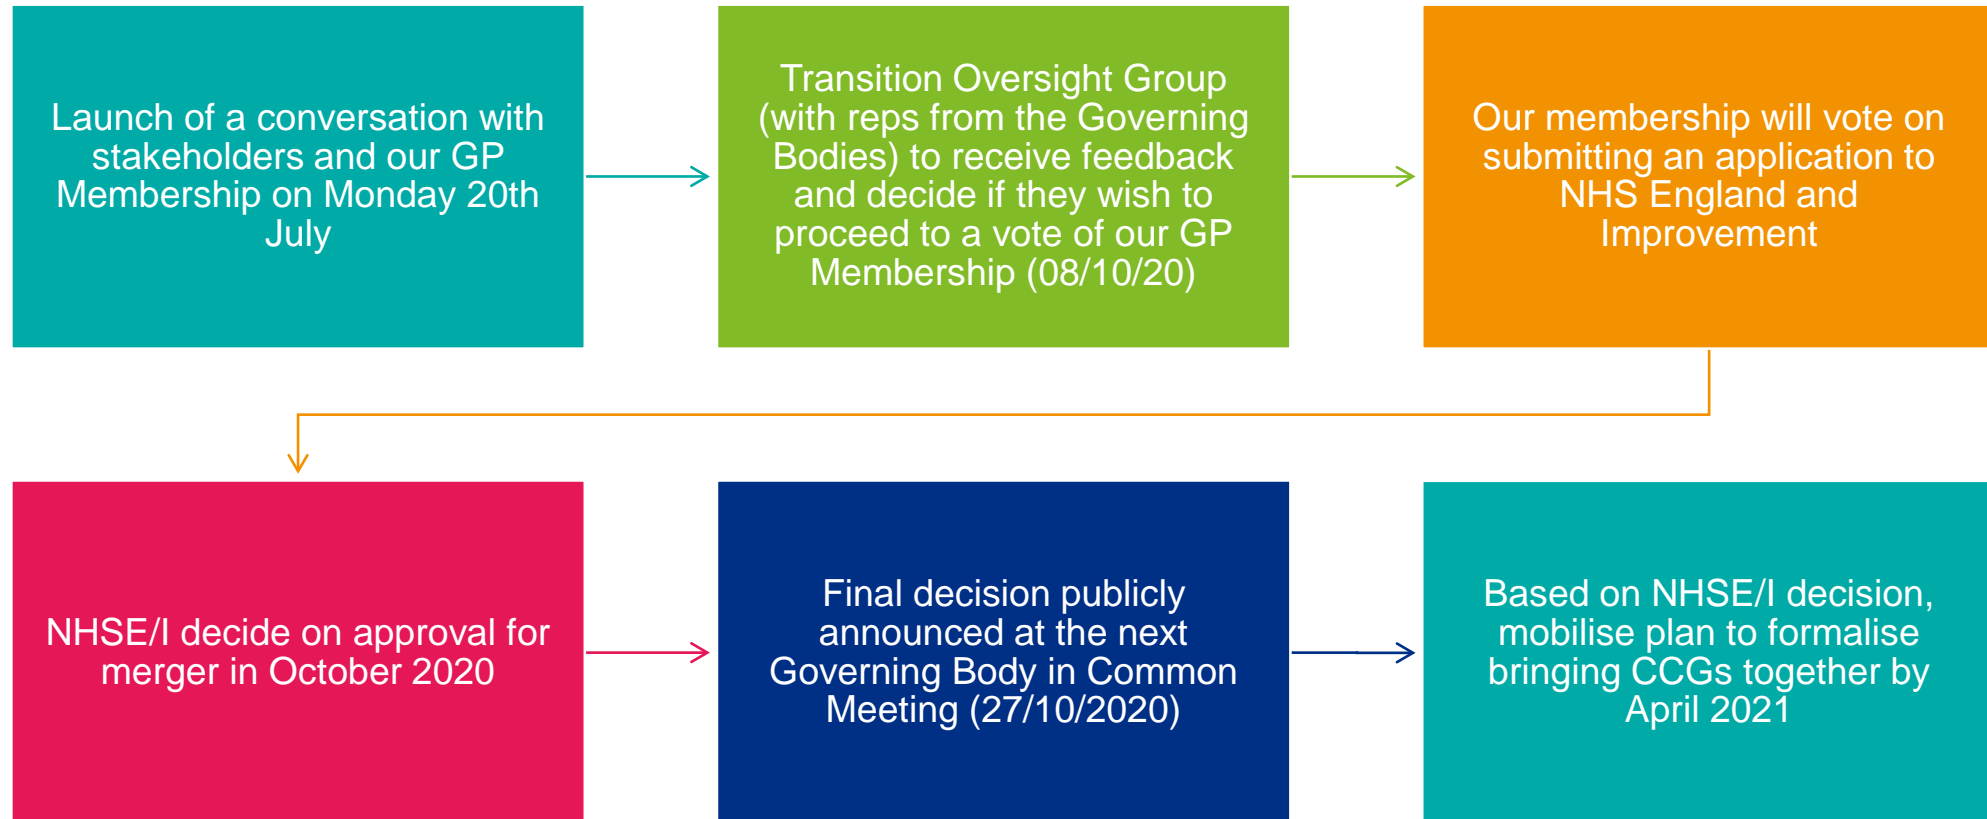 Launch of a conversation with
stakeholders and our GP
Membership on Monday 20th
July
Transition Oversight Group
(with reps from the Governing
Bodies) to receive feedback
and decide if they wish to
proceed to a vote of our GP
Membership (08/10/20)
Our membership will vote on
submitting an application to
NHS England and
Improvement
NHSE/I decide on approval for
merger in October 2020
Final decision publicly
announced at the next
Governing Body in Common
Meeting (27/10/2020)
Based on NHSE/I decision,
mobilise plan to formalise
bringing CCGs together by
April 2021